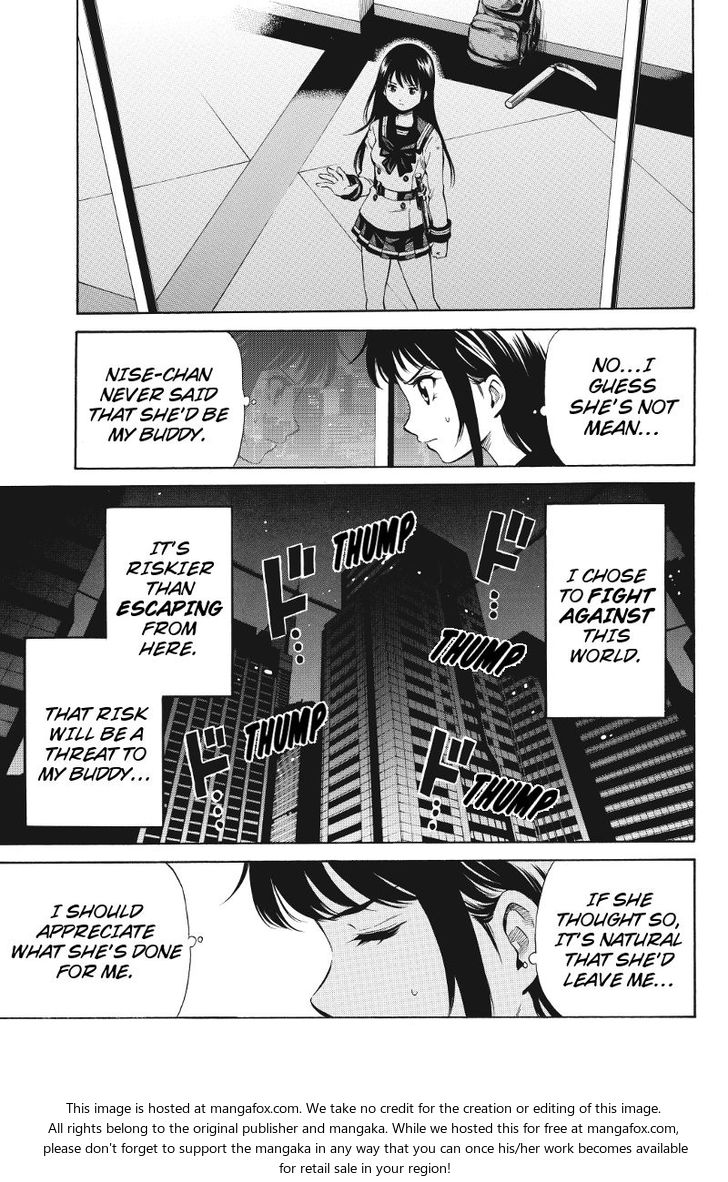 NO...I
GUESS
SHE'S NOT
MEAN...
NISE-CHAN
NEVER SAID
THAT SHE'D BE
MY BUDDY.
I CHOSE
TO FIGHT
AGAINST
THIS
WORLD.
ド...
THUMP
ド...
THUMP
IT'S
RISKIER
THAN
ESCAPING
FROM
HERE.
ド...
THUMP
ド...
THUMP
THAT RISK
WILL BE A
THREAT TO
MY BUDDY...
IF SHE
THOUGHT SO,
IT'S NATURAL
THAT SHE'D
LEAVE ME...
I SHOULD
APPRECIATE
WHAT SHE'S DONE
FOR ME.
This image is hosted at mangafox.com. We take no credit for the creation or editing of this image.
All rights belong to the original publisher and mangaka. While we hosted this for free at mangafox.com,
please don't forget to support the mangaka in any way that you can once his/her work becomes available
for retail sale in your region!